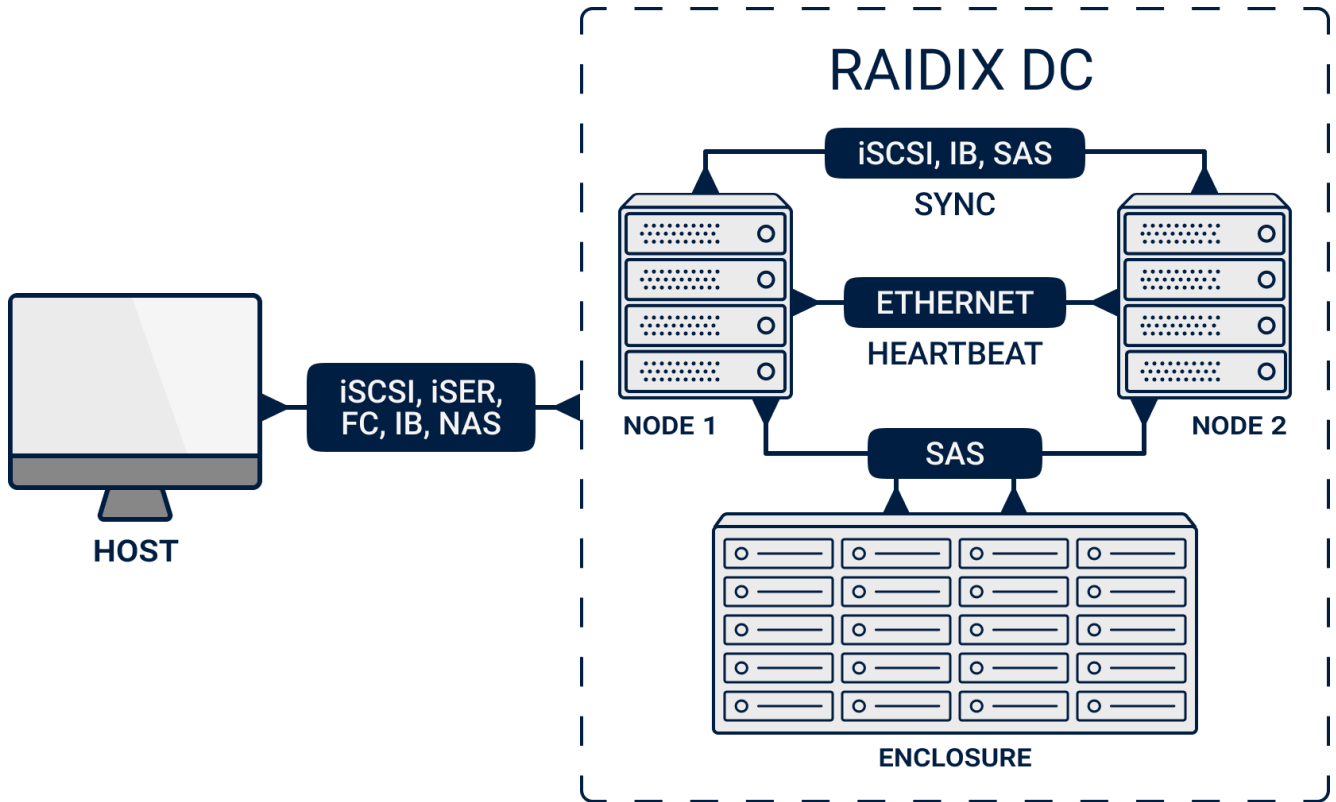 RAIDIX DC
iSCSI, IB, SAS
SYNC
ETHERNET
HEARTBEAT
iSCSI, iSER,
FC, IB, NAS
NODE 1
NODE 2
SAS
HOST
ENCLOSURE